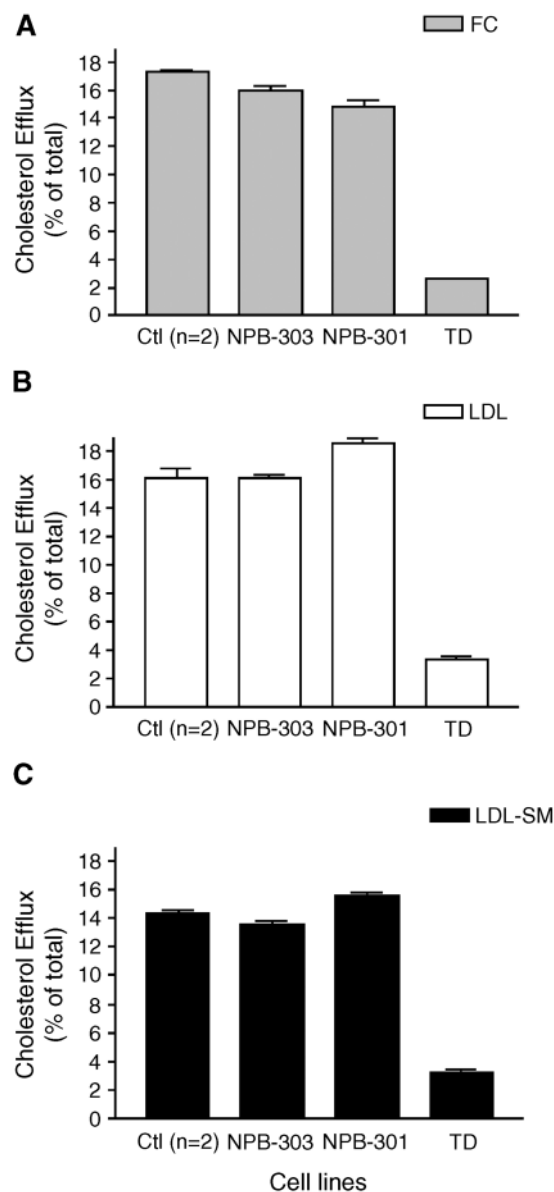 A
FC
Cholesterol Efflux
(% of total)
18
16
14
12
10
8
6
4
2
0
Ctl (n=2) NPB-303 NPB-301 TD
B
LDL
Cholesterol Efflux
(% of total)
18
16
14
12
10
8
6
4
2
0
Ctl (n=2) NPB-303 NPB-301 TD
C
LDL-SM
Cholesterol Efflux
(% of total)
18
16
14
12
10
8
6
4
2
0
Ctl (n=2) NPB-303 NPB-301 TD
Cell lines